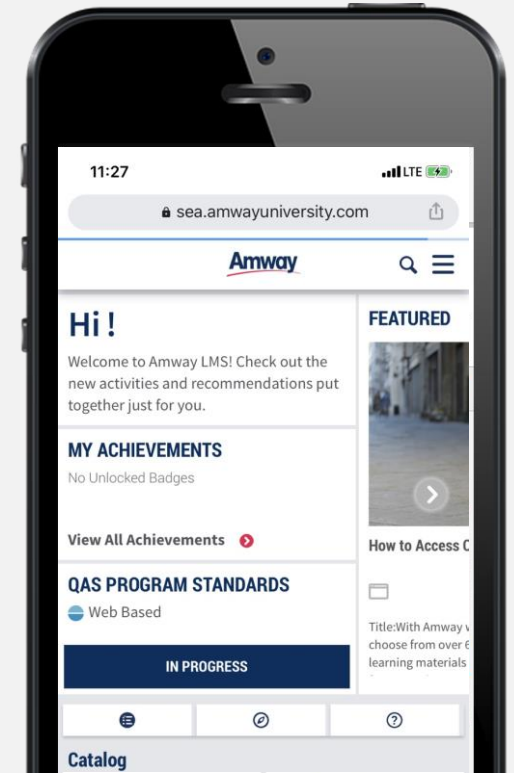 11:27
LTE
sea.amwayuniversity.com
Amway
Hi !
Welcome to Amway LMS! Check out the
new activities and recommendations put
together just for you.
MY ACHIEVEMENTS
No Unlocked Badges
View All Achievements
QAS PROGRAM STANDARDS
Web Based
IN PROGRESS
FEATURED
How to Access
Title:With Amway
choose from over
learning materials
Catalog